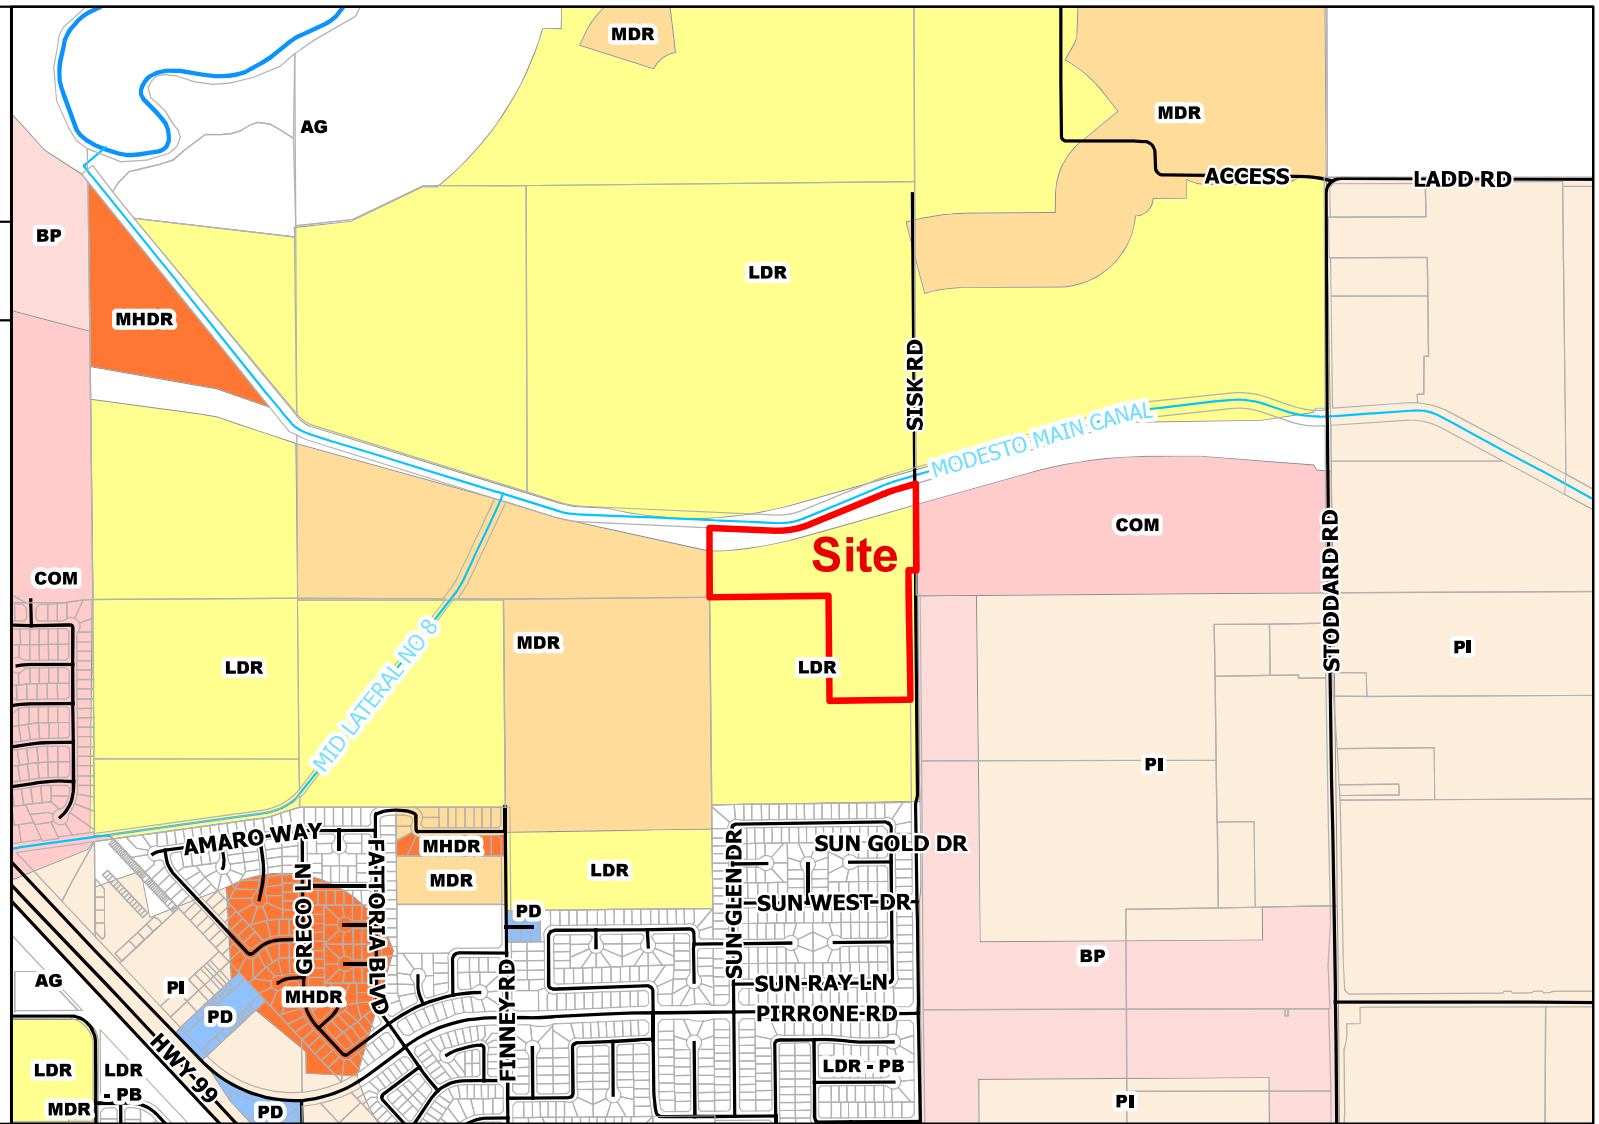 MDR
MDR
AG
ACCESS
LADD RD
BP
LDR
MHDR
SISK RD
MODESTO MAIN CANAL
COM
Site
STODDARD RD
COM
MDR
LDR
LDR
PI
MID LATERAL NO 8
PI
AMARO WAY
MHDR
SUN GOLD DR
MDR
LDR
FATTORIA BLVD
GRECO LN
SUN GLEN DR
PD
SUN WEST DR
BP
AG
PI
MHDR
SUN RAY LN
PD
PIRRONE RD
FINNEY RD
HWY 99
LDR
LDR
- PB
LDR - PB
MDR
PD
PI